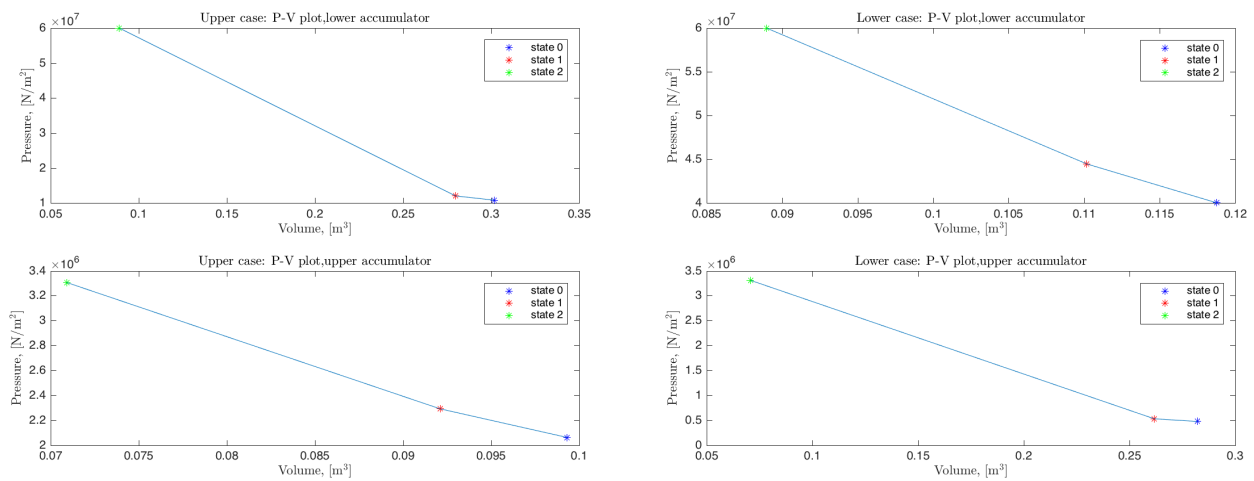 Upper case: P-V plot,lower accumulator
×10⁷
6
5
4
3
2
1
Pressure, [N/m²]
0.05 0.1 0.15 0.2 0.25 0.3 0.35
Volume, [m³]
state 0
state 1
state 2
Lower case: P-V plot,lower accumulator
×10⁷
6
5.5
5
4.5
4
Pressure, [N/m²]
0.085 0.09 0.095 0.1 0.105 0.11 0.115 0.12
Volume, [m³]
state 0
state 1
state 2
Upper case: P-V plot,upper accumulator
×10⁶
3.4
3.2
3
2.8
2.6
2.4
2.2
2
Pressure, [N/m²]
0.07 0.075 0.08 0.085 0.09 0.095 0.1
Volume, [m³]
state 0
state 1
state 2
Lower case: P-V plot,upper accumulator
×10⁶
3.5
3
2.5
2
1.5
1
0.5
0
Pressure, [N/m²]
0.05 0.1 0.15 0.2 0.25 0.3
Volume, [m³]
state 0
state 1
state 2